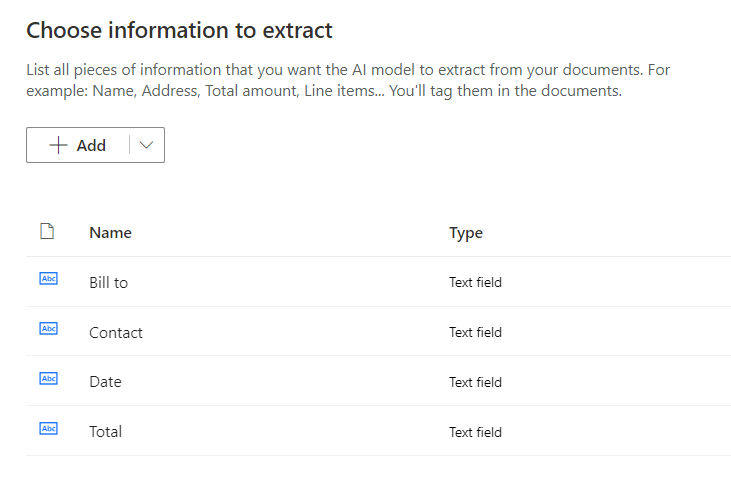 Choose information to extract
List all pieces of information that you want the AI model to extract from your documents. For
example: Name, Address, Total amount, Line items... You'll tag them in the documents.
Add
Name Type
Abc Bill to Text field
Abc Contact Text field
Abc Date Text field
Abc Total Text field